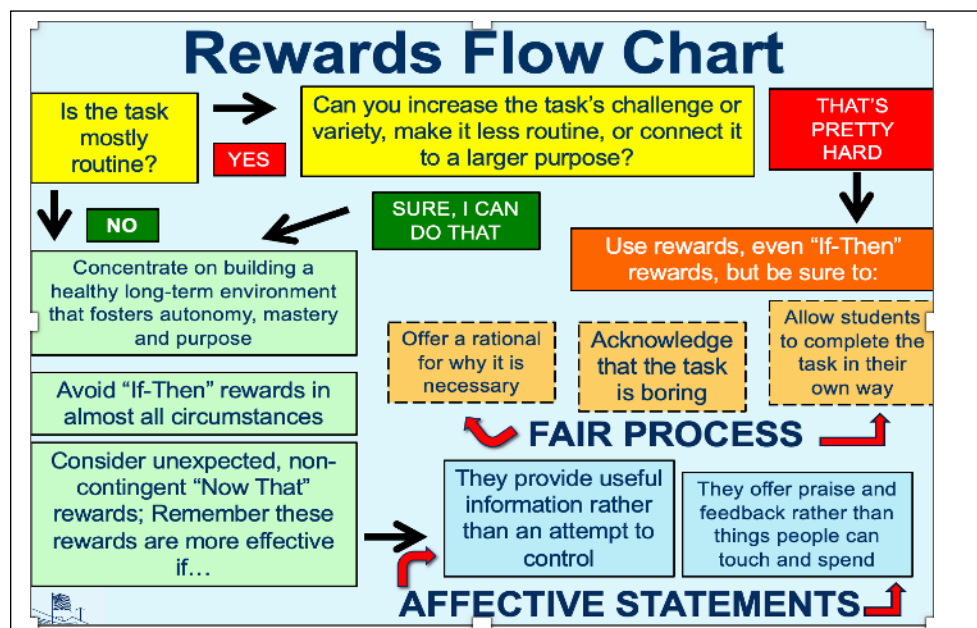 Rewards Flow Chart
Is the task
mostly
routine?
YES
Can you increase the task's challenge or
variety, make it less routine, or connect it
to a larger purpose?
THAT'S
PRETTY
HARD
NO
SURE, I CAN
DO THAT
Concentrate on building a
healthy long-term environment
that fosters autonomy, mastery
and purpose
Use rewards, even “If-Then”
rewards, but be sure to:
Offer a rational
for why it is
necessary
Acknowledge
that the task
is boring
Allow students
to complete the
task in their
own way
FAIR PROCESS
Avoid “If-Then” rewards in
almost all circumstances
Consider unexpected, non-
contingent “Now That”
rewards; Remember these
rewards are more effective
if…
They provide useful
information rather
than an attempt to
control
They offer praise and
feedback rather than
things people can
touch and spend
AFFECTIVE STATEMENTS